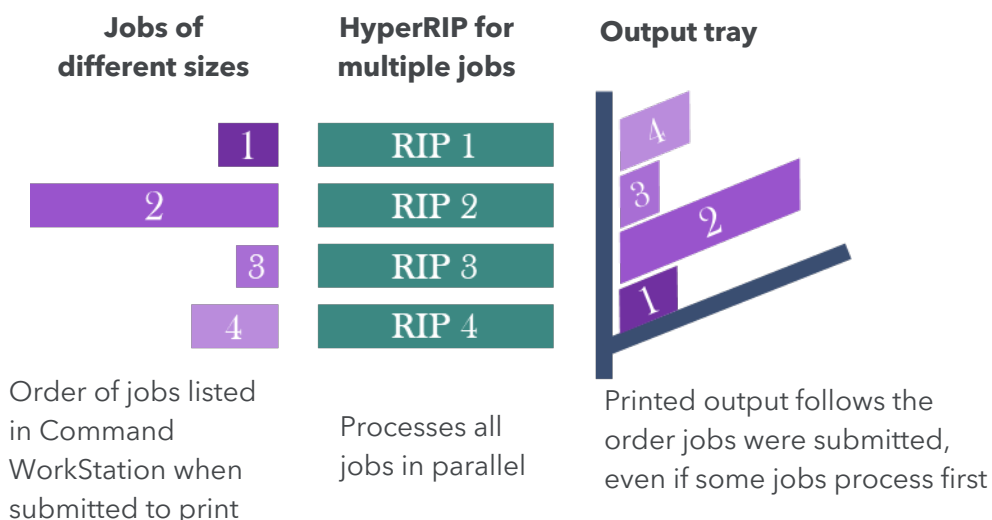 Jobs of
different sizes
HyperRIP for
multiple jobs
Output tray
1
2
3
4
RIP 1
RIP 2
RIP 3
RIP 4
4
3
2
1
Order of jobs listed
in Command
WorkStation when
submitted to print
Processes all
jobs in parallel
Printed output follows the
order jobs were submitted,
even if some jobs process first